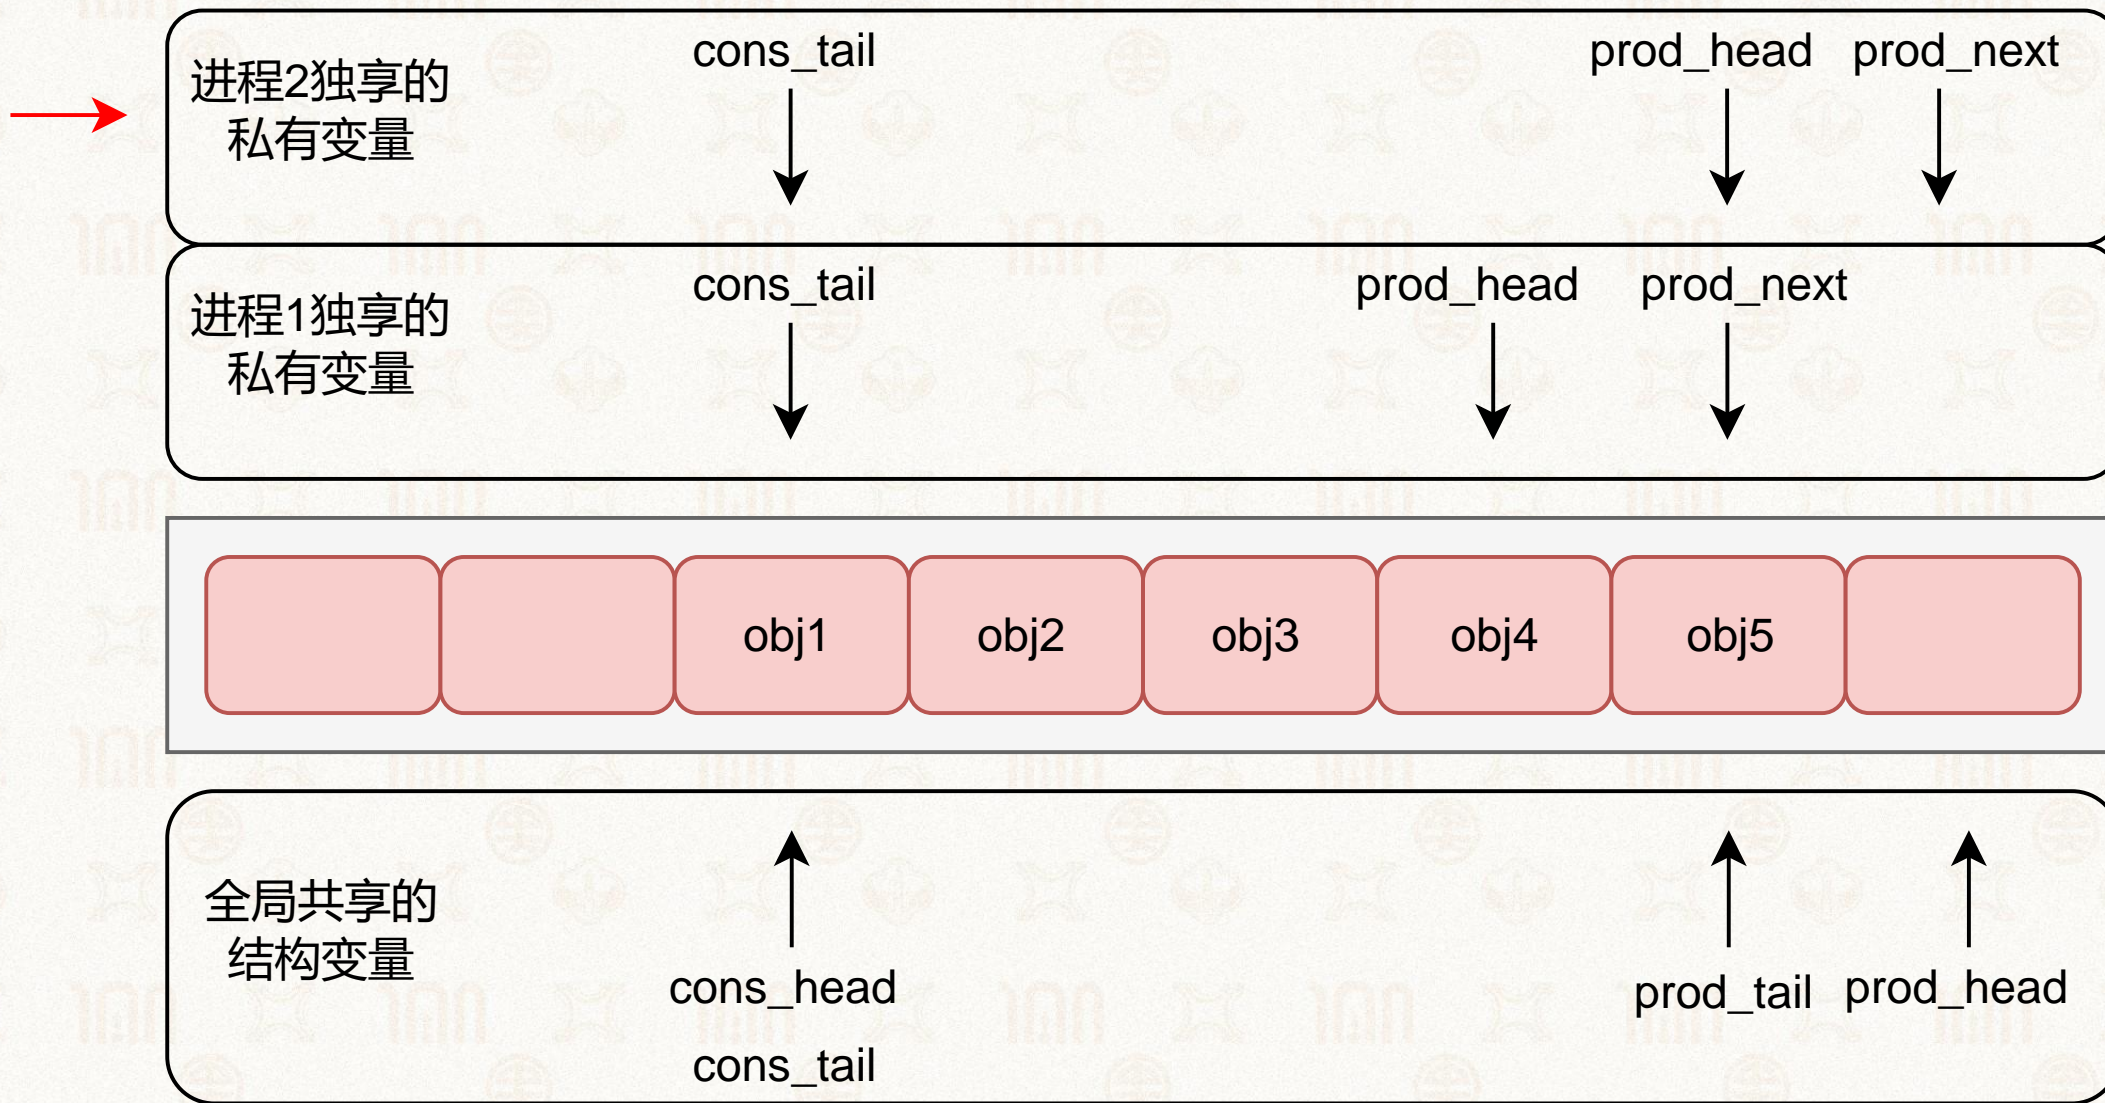 进程2独享的
私有变量
cons_tail
prod_head
prod_next
进程1独享的
私有变量
cons_tail
prod_head
prod_next
obj1
obj2
obj3
obj4
obj5
全局共享的
结构变量
cons_head
cons_tail
prod_tail
prod_head